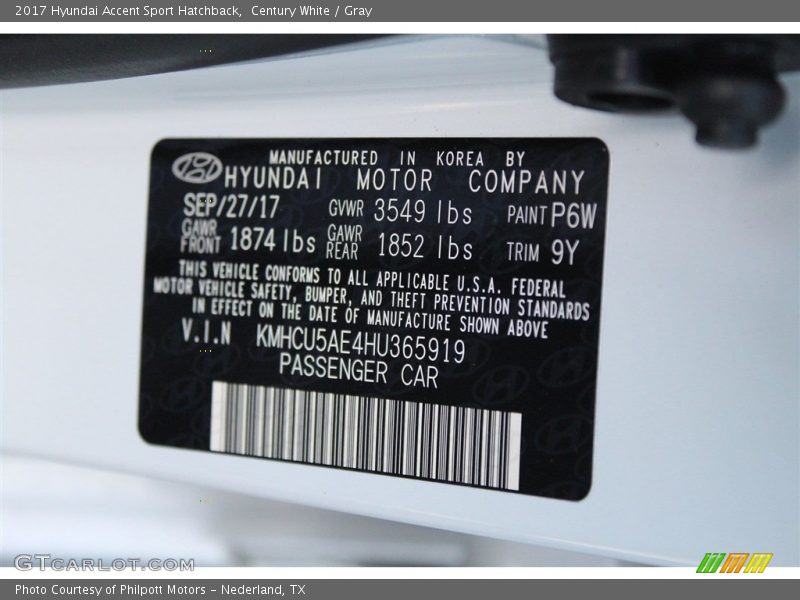 2017 Hyundai Accent Sport Hatchback,  Century White / Gray
MANUFACTURED IN KOREA BY
HYUNDAI MOTOR COMPANY
SEP/27/17 GVWR 3549 lbs PAINT P6W
GAWR FRONT 1874 lbs GAWR REAR 1852 lbs TRIM 9Y
THIS VEHICLE CONFORMS TO ALL APPLICABLE U.S.A. FEDERAL
MOTOR VEHICLE SAFETY, BUMPER, AND THEFT PREVENTION STANDARDS
IN EFFECT ON THE DATE OF MANUFACTURE SHOWN ABOVE
V.I.N KMHCU5AE4HU365919
PASSENGER CAR
GTCARLOT.COM
Photo Courtesy of Philpott Motors - Nederland, TX